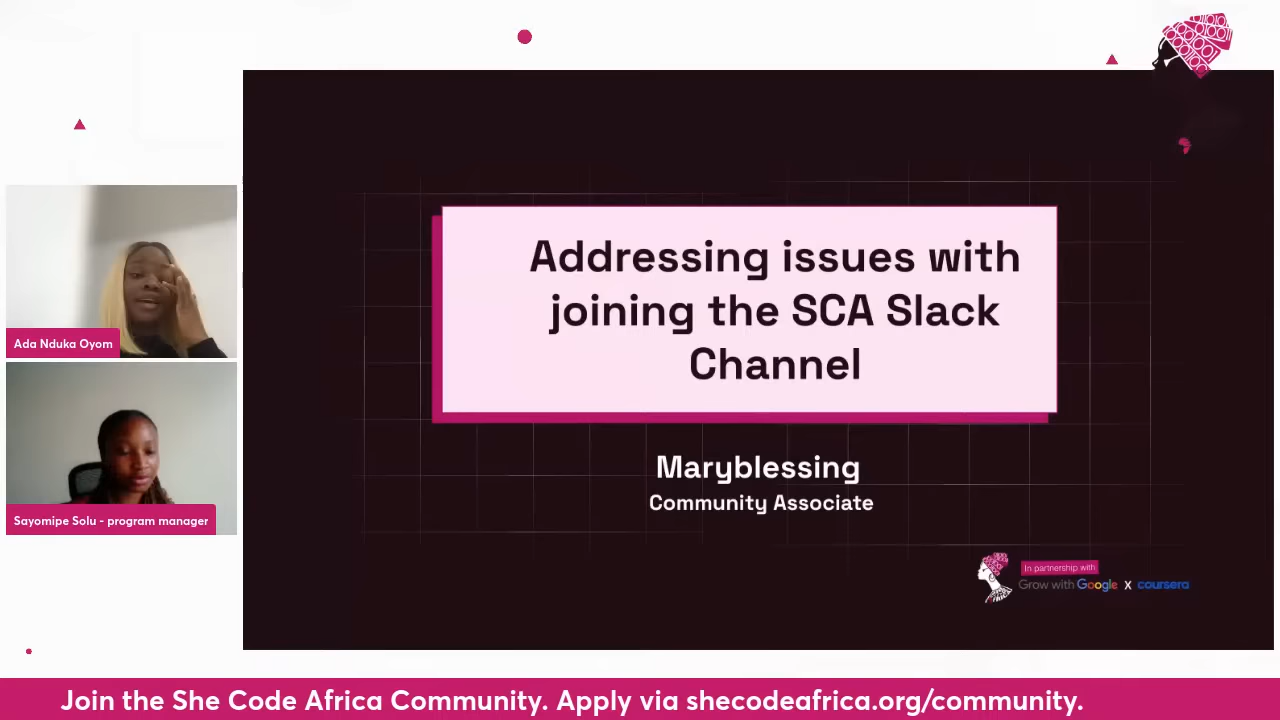 Ada Nduka Oyom
Sayomipe Solu - program manager
Addressing issues with
joining the SCA Slack
Channel
Maryblessing
Community Associate
In partnership with
Grow with Google X coursera
Join the She Code Africa Community. Apply via shecodeafrica.org/community.